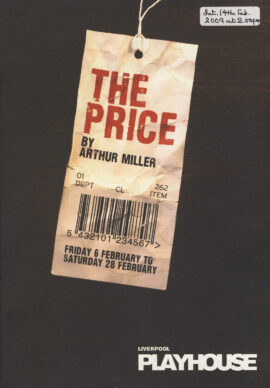 Sat. 14th Feb.
2009 at 2.00pm
THE
PRICE
BY
ARTHUR MILLER
01
DEPT
CL
262
ITEM
5 432101 234567 >
FRIDAY 6 FEBRUARY TO
SATURDAY 28 FEBRUARY
LIVERPOOL
PLAYHOUSE